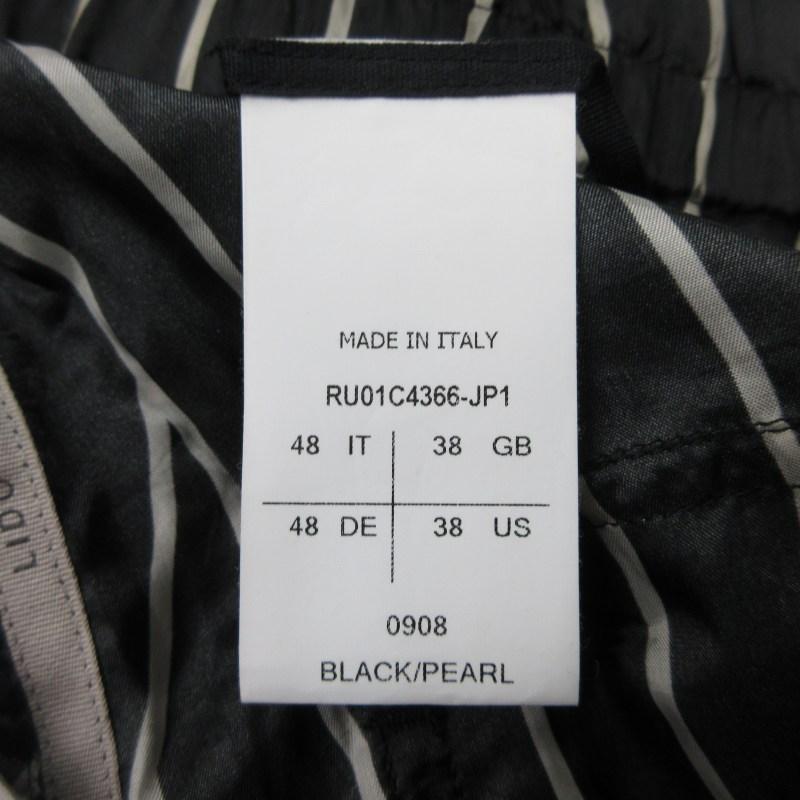 MADE IN ITALY
RU01C4366-JP1
48 IT 38 GB
48 DE 38 US
0908
BLACK/PEARL
LIDO